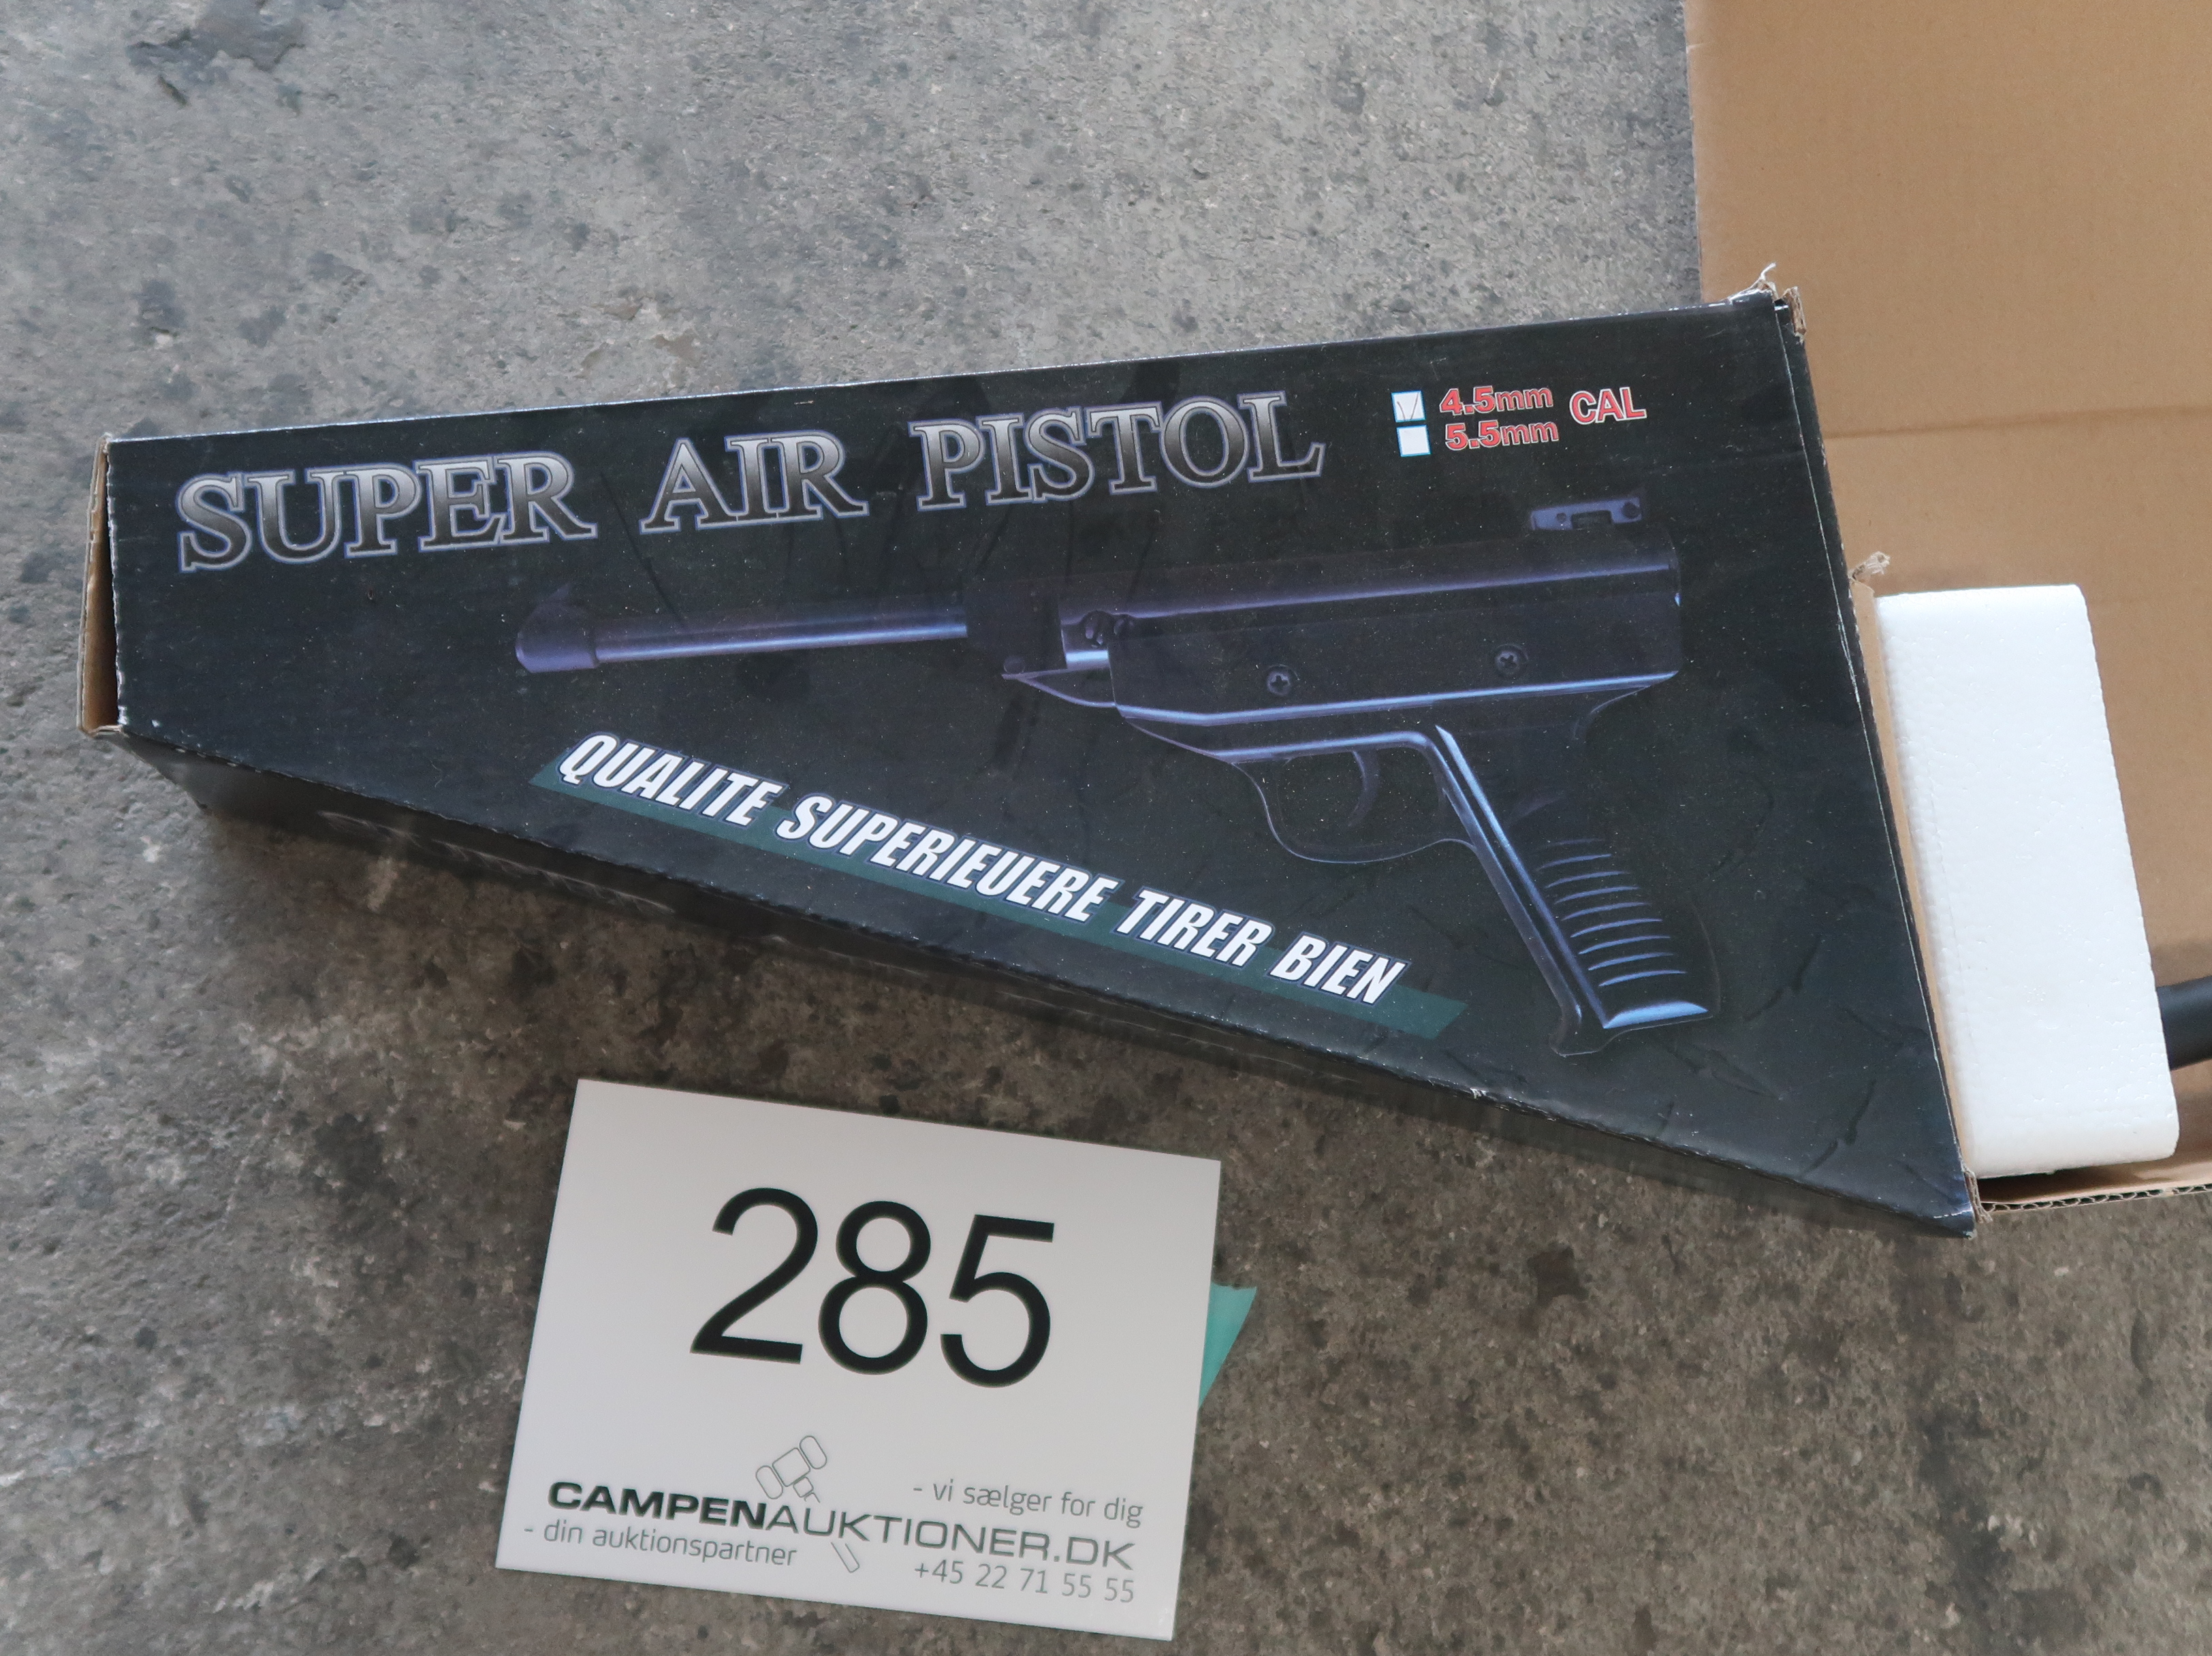 SUPER AIR PISTOL
4.5mm CAL
5.5mm
QUALITE SUPERIEUERE TIRER BIEN
285
- vi sælger for dig
CAMPENAUKTIONER.DK
- din auktionspartner
+45 22 71 55 55